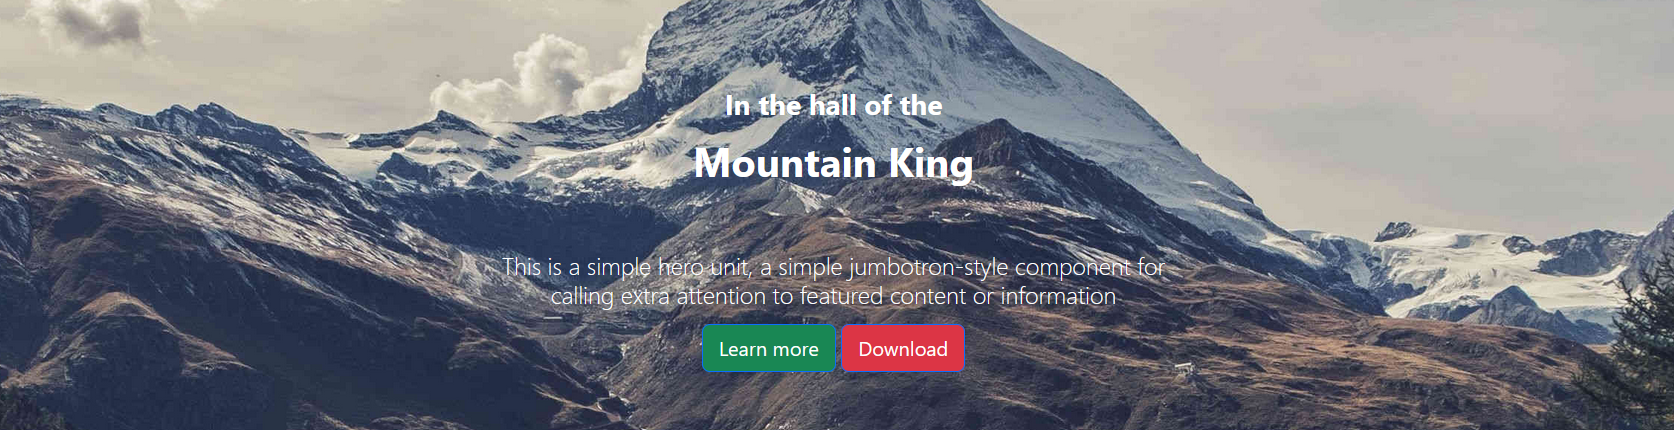 In the hall of the
Mountain King
This is a simple hero unit, a simple jumbotron-style component for
calling extra attention to featured content or information
Learn more
Download